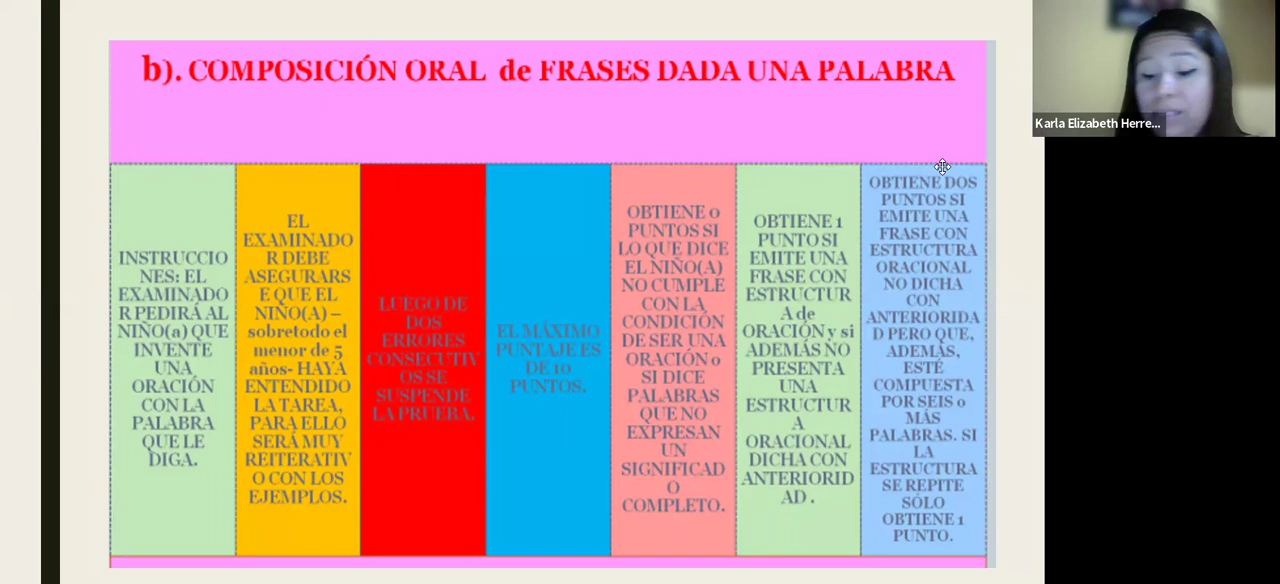 b). COMPOSICIÓN ORAL de FRASES DADA UNA PALABRA
INSTRUCCIO
NES: EL
EXAMINADO
R PEDIRÁ AL
NIÑO(a) QUE
INVENTE
UNA
ORACIÓN
CON LA
PALABRA
QUE LE
DIGA.
EL
EXAMINADO
R DEBE
ASEGURARS
E QUE EL
NIÑO(A) –
sobretodo el
menor de 5
años- HAYA
ENTENDIDO
LA TAREA,
PARA ELLO
SERÁ MUY
REITERATIV
O CON LOS
EJEMPLOS.
LUEGO DE
DOS
ERRORES
CONSECUTIV
OS SE
SUSPENDE
LA PRUEBA.
EL MÁXIMO
PUNTAJE ES
DE 10
PUNTOS.
OBTIENE 0
PUNTOS SI
LO QUE DICE
EL NIÑO(A)
NO CUMPLE
CON LA
CONDICIÓN
DE SER UNA
ORACIÓN o
SI DICE
PALABRAS
QUE NO
EXPRESAN
UN
SIGNIFICAD
O
COMPLETO.
OBTIENE 1
PUNTO SI
EMITE UNA
FRASE CON
ESTRUCTUR
A de
ORACIÓN y si
ADEMÁS NO
PRESENTA
UNA
ESTRUCTUR
A
ORACIONAL
DICHA CON
ANTERIORID
AD .
OBTIENE DOS
PUNTOS SI
EMITE UNA
FRASE CON
ESTRUCTURA
ORACIONAL
NO DICHA
CON
ANTERIORIDA
D PERO QUE,
ADEMÁS,
ESTÉ
COMPUESTA
POR SEIS o
MÁS
PALABRAS. SI
LA
ESTRUCTURA
SE REPITE
SÓLO
OBTIENE 1
PUNTO.
Karla Elizabeth Herre...